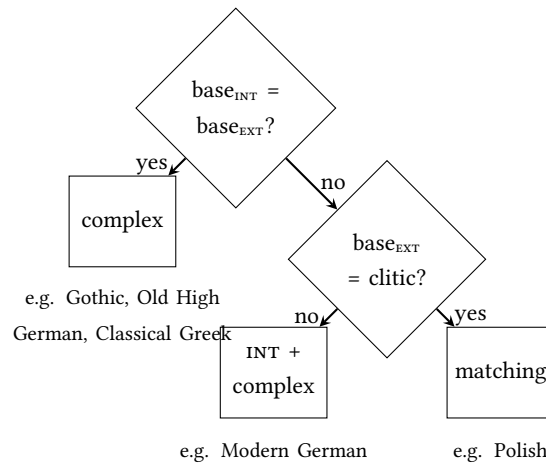 base_INT =
base_EXT?
yes
no
complex
base_EXT
= clitic?
e.g. Gothic, Old High
German, Classical Greek
no
yes
INT +
complex
matching
e.g. Modern German
e.g. Polish